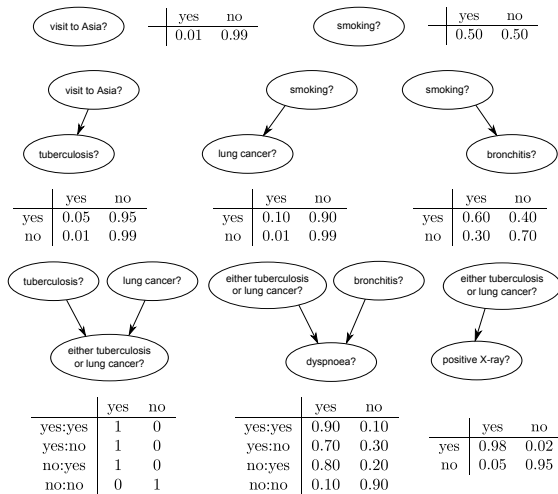 visit to Asia?
yes no
0.01 0.99
smoking?
yes no
0.50 0.50
visit to Asia?
tuberculosis?
yes no
yes 0.05 0.95
no 0.01 0.99
smoking?
lung cancer?
yes no
yes 0.10 0.90
no 0.01 0.99
smoking?
bronchitis?
yes no
yes 0.60 0.40
no 0.30 0.70
tuberculosis?
lung cancer?
either tuberculosis
or lung cancer?
yes no
yes:yes 1 0
yes:no 1 0
no:yes 1 0
no:no 0 1
either tuberculosis
or lung cancer?
bronchitis?
dyspnoea?
yes no
yes:yes 0.90 0.10
yes:no 0.70 0.30
no:yes 0.80 0.20
no:no 0.10 0.90
either tuberculosis
or lung cancer?
positive X-ray?
yes no
yes 0.98 0.02
no 0.05 0.95